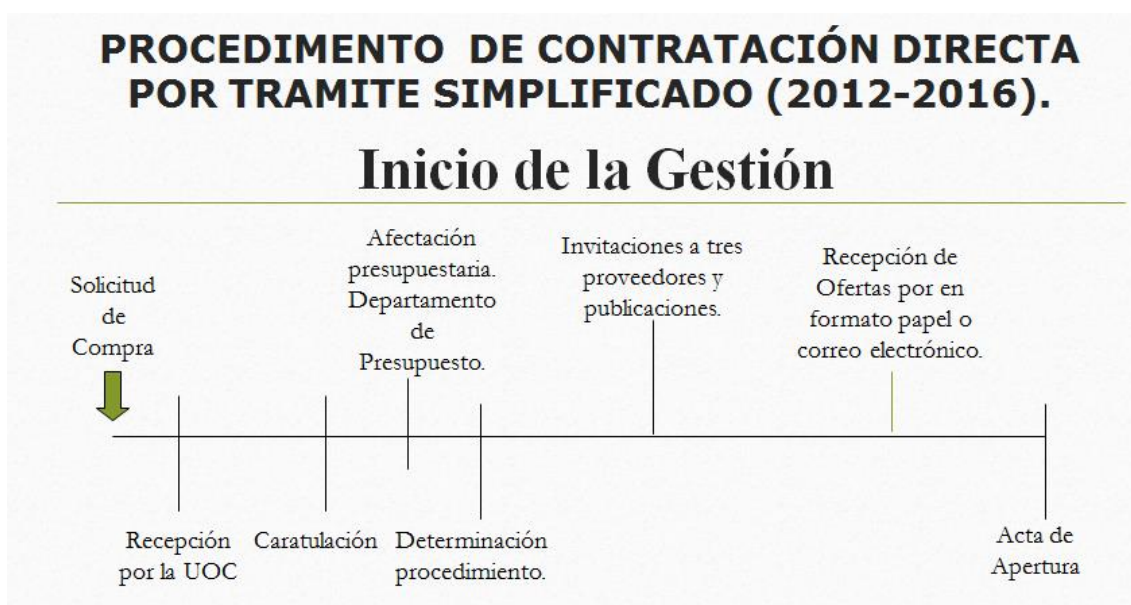 PROCEDIMENTO DE CONTRATACIÓN DIRECTA
POR TRAMITE SIMPLIFICADO (2012-2016).
Inicio de la Gestión
Solicitud
de
Compra
Recepción
por la UOC
Caratulación
Afectación
presupuestaria.
Departamento
de
Presupuesto.
Determinación
procedimiento.
Invitaciones a tres
proveedores y
publicaciones.
Recepción de
Ofertas por en
formato papel o
correo electrónico.
Acta de
Apertura